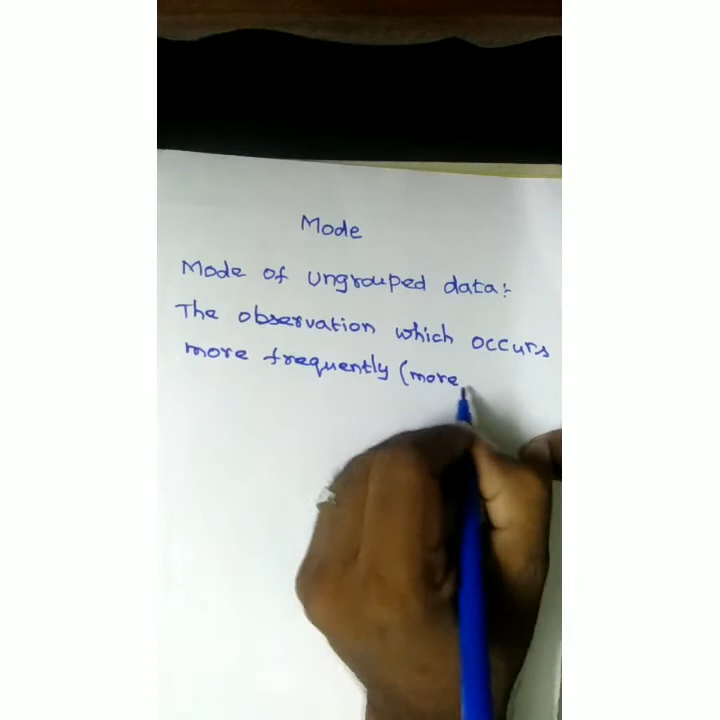 Mode
Mode of ungrouped data:-
The observation which occurs
more frequently (more